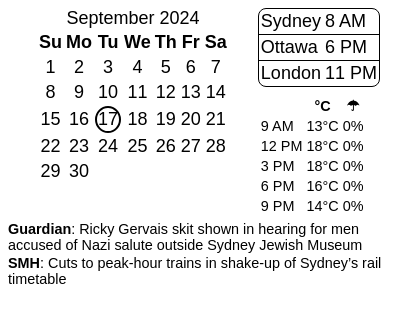 September 2024
Su Mo Tu We Th Fr Sa
1 2 3 4 5 6 7
8 9 10 11 12 13 14
15 16 17 18 19 20 21
22 23 24 25 26 27 28
29 30
Sydney 8 AM
Ottawa 6 PM
London 11 PM
°C ☂
9 AM 13°C 0%
12 PM 18°C 0%
3 PM 18°C 0%
6 PM 16°C 0%
9 PM 14°C 0%
Guardian: Ricky Gervais skit shown in hearing for men
accused of Nazi salute outside Sydney Jewish Museum
SMH: Cuts to peak-hour trains in shake-up of Sydney’s rail
timetable